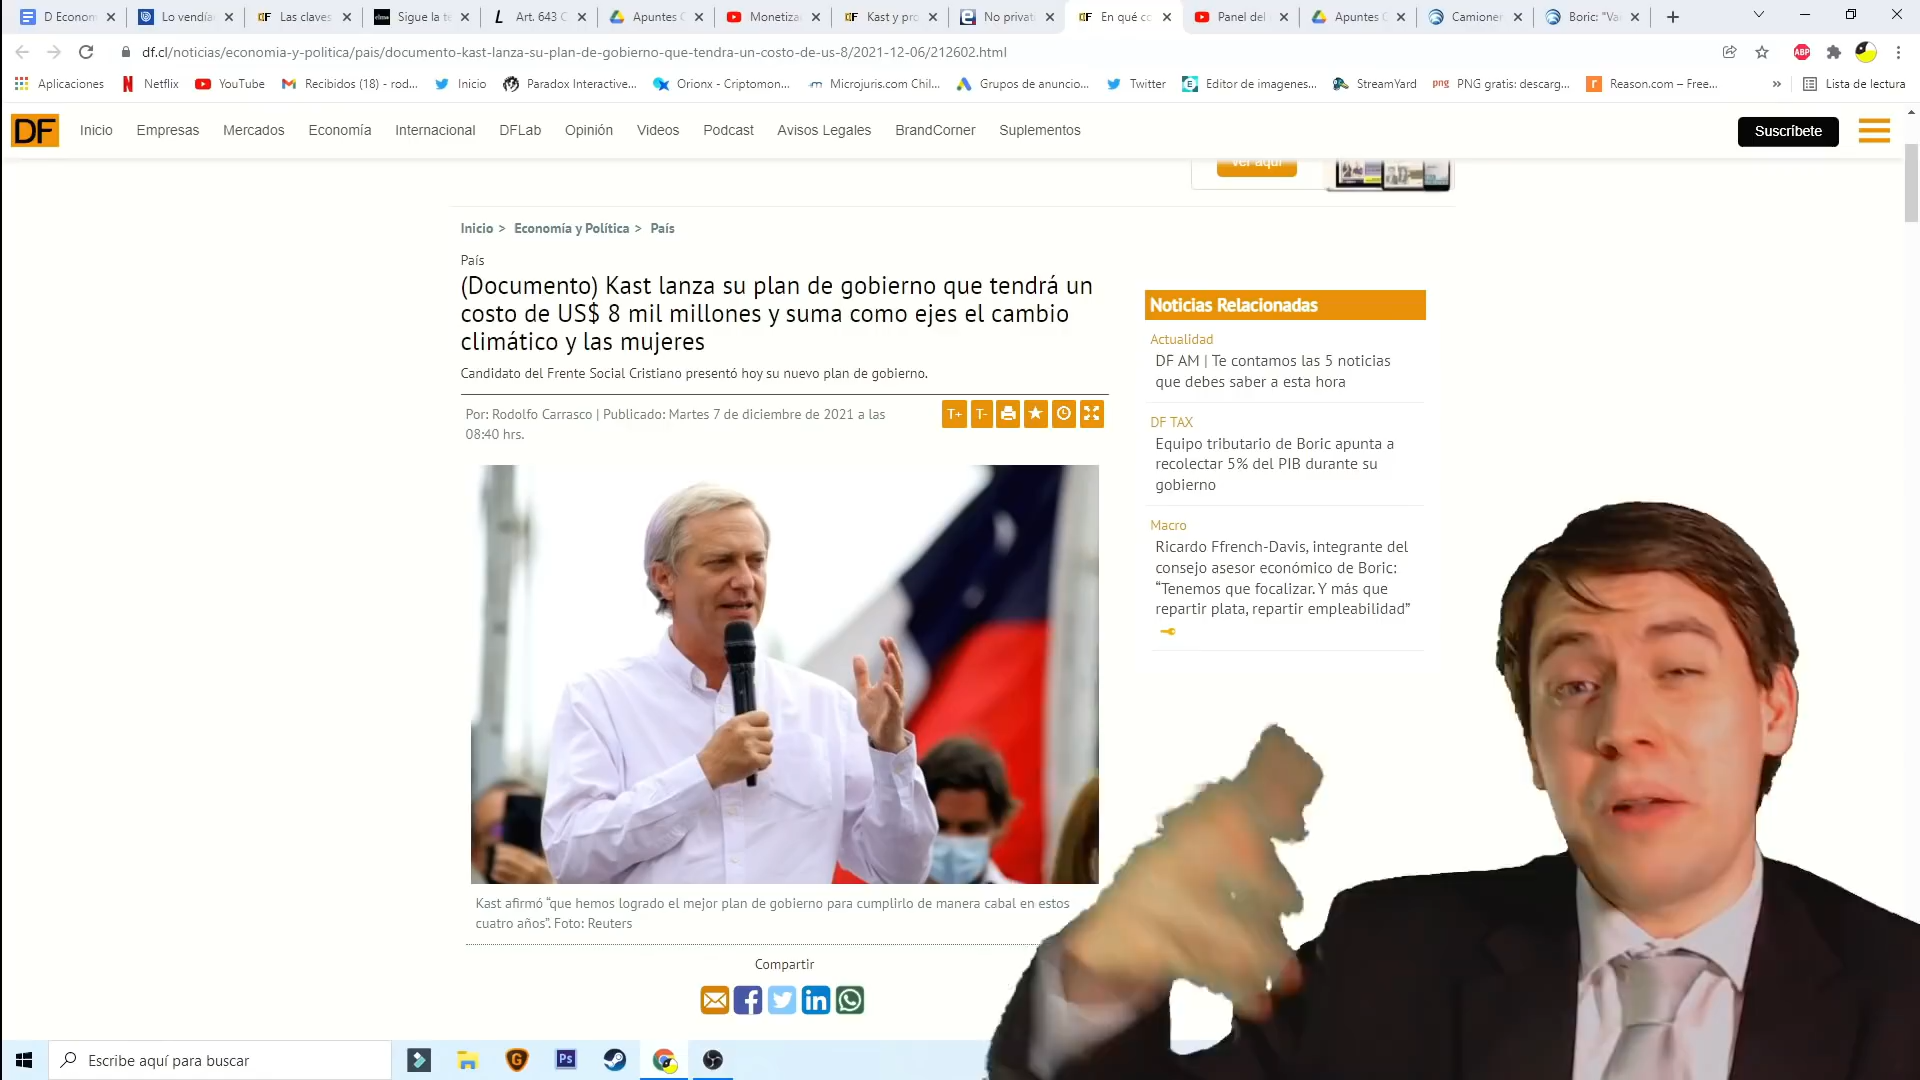 D Econom
Lo vendía
Las claves
Sigue la te
Art. 643 C
Apuntes C
Monetiza
Kast y pro
No privat
En qué co
Panel del
Apuntes C
Camione
Boric: "Va
df.cl/noticias/economia-y-politica/pais/documento-kast-lanza-su-plan-de-gobierno-que-tendra-un-costo-de-us-8/2021-12-06/212602.html
ABP
Aplicaciones
Netflix
YouTube
Recibidos (18) - rod...
Inicio
Paradox Interactive...
Orionx - Criptomon...
Microjuris.com Chil...
Grupos de anuncio...
Twitter
Editor de imagenes...
StreamYard
png PNG gratis: descarg...
Reason.com – Free...
»
Lista de lectura
DF
Inicio
Empresas
Mercados
Economía
Internacional
DFLab
Opinión
Videos
Podcast
Avisos Legales
BrandCorner
Suplementos
Suscríbete
Ver aquí
Inicio > Economía y Política > País
País
(Documento) Kast lanza su plan de gobierno que tendrá un
costo de US$ 8 mil millones y suma como ejes el cambio
climático y las mujeres
Candidato del Frente Social Cristiano presentó hoy su nuevo plan de gobierno.
Por: Rodolfo Carrasco | Publicado: Martes 7 de diciembre de 2021 a las
08:40 hrs.
T+ T-
Kast afirmó “que hemos logrado el mejor plan de gobierno para cumplirlo de manera cabal en estos
cuatro años”. Foto: Reuters
Compartir
Noticias Relacionadas
Actualidad
DF AM | Te contamos las 5 noticias
que debes saber a esta hora
DF TAX
Equipo tributario de Boric apunta a
recolectar 5% del PIB durante su
gobierno
Macro
Ricardo Ffrench-Davis, integrante del
consejo asesor económico de Boric:
“Tenemos que focalizar. Y más que
repartir plata, repartir empleabilidad”
Escribe aquí para buscar
Ps